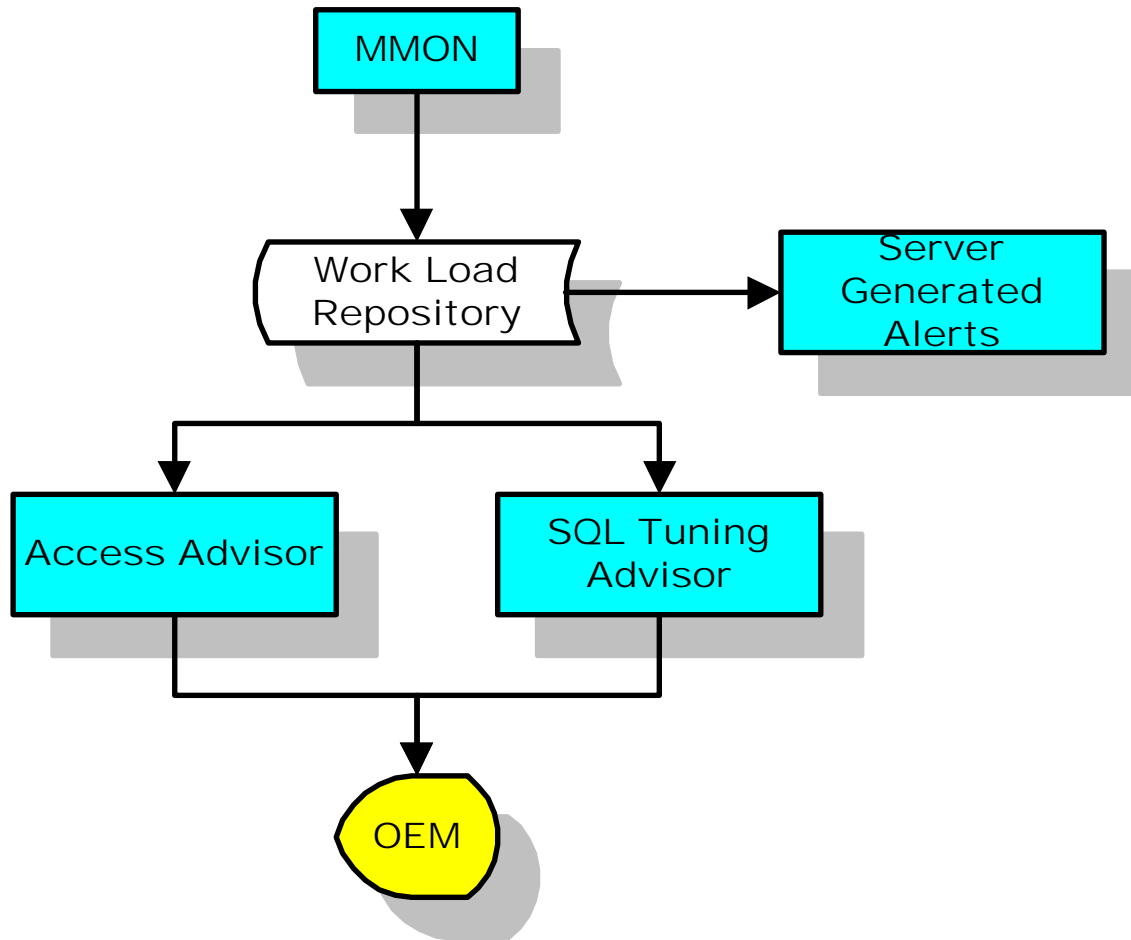 MMON
Work Load
Repository
Server
Generated
Alerts
Access Advisor
SQL Tuning
Advisor
OEM